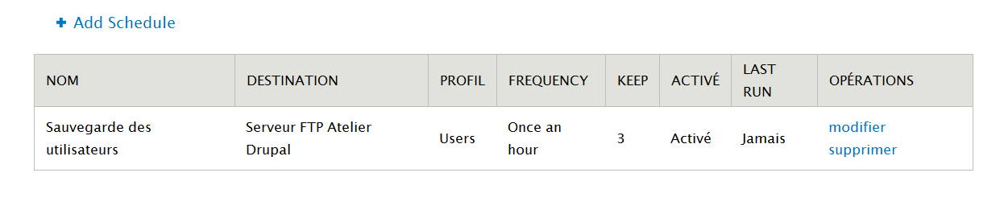 Add Schedule
NOM DESTINATION PROFIL FREQUENCY KEEP ACTIVÉ LAST RUN OPÉRATIONS
Sauvegarde des utilisateurs Serveur FTP Atelier Drupal Users Once an hour 3 Activé Jamais modifier supprimer